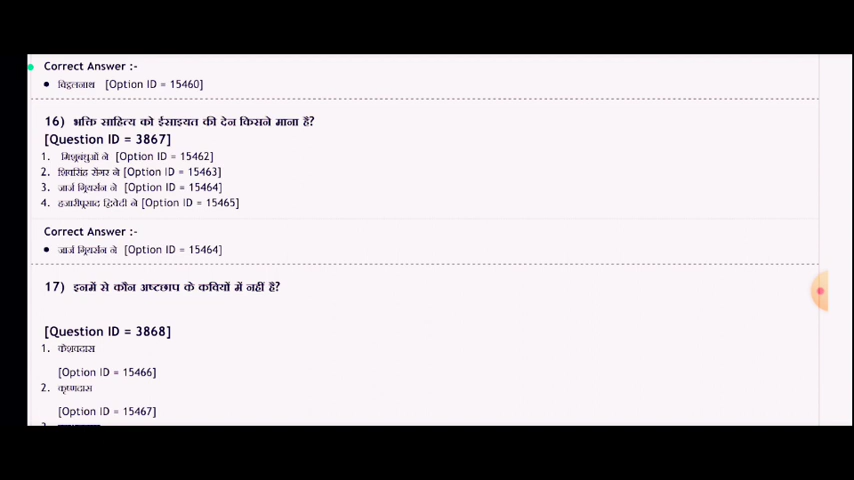 Correct Answer :-
विट्ठलनाथ [Option ID = 15460]
16) भक्ति साहित्य को ईसाइयत की देन किसने माना है?
[Question ID = 3867]
1. मिश्रबंधुओं ने [Option ID = 15462]
2. शिवसिंह सेंगर ने [Option ID = 15463]
3. जार्ज ग्रियर्सन ने [Option ID = 15464]
4. हजारीप्रसाद द्विवेदी ने [Option ID = 15465]
Correct Answer :-
जार्ज ग्रियर्सन ने [Option ID = 15464]
17) इनमें से कौन अष्टछाप के कवियों में नहीं है?
[Question ID = 3868]
1. केशवदास
[Option ID = 15466]
2. कृष्णदास
[Option ID = 15467]